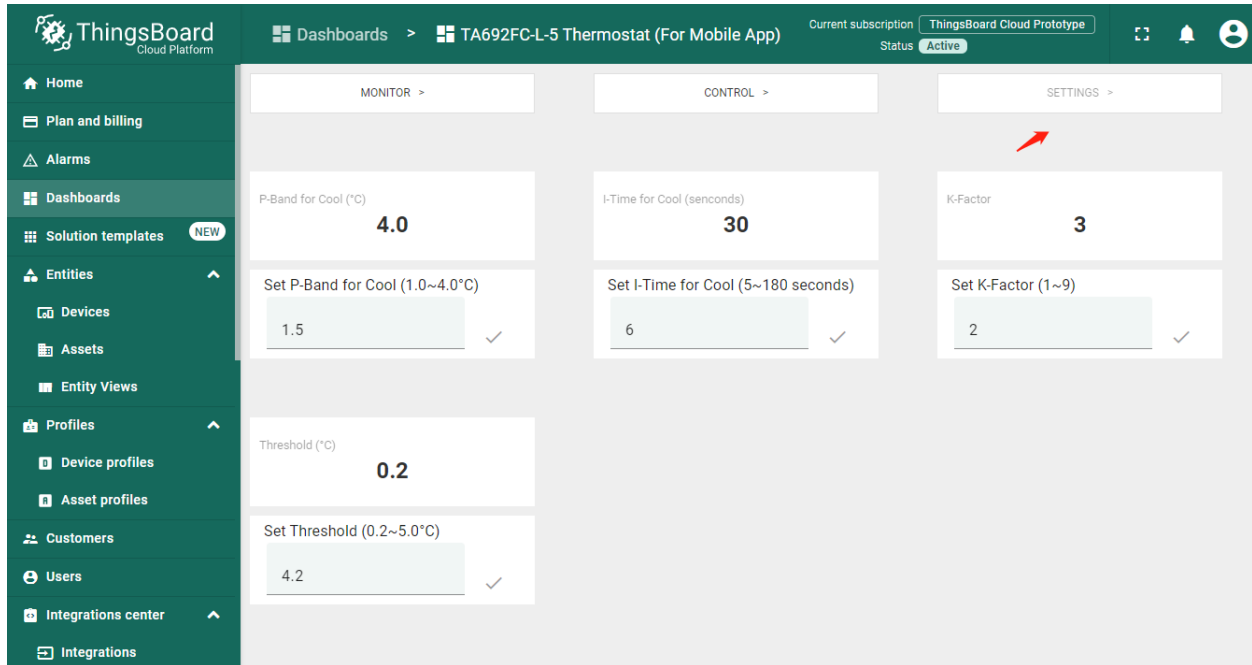 ThingsBoard
Cloud Platform
Dashboards > TA692FC-L-5 Thermostat (For Mobile App)
Current subscription ThingsBoard Cloud Prototype
Status Active
Home
Plan and billing
Alarms
Dashboards
Solution templates NEW
Entities
Devices
Assets
Entity Views
Profiles
Device profiles
Asset profiles
Customers
Users
Integrations center
Integrations
MONITOR >
CONTROL >
SETTINGS >
P-Band for Cool (°C)
4.0
I-Time for Cool (senconds)
30
K-Factor
3
Set P-Band for Cool (1.0~4.0°C)
1.5
Set I-Time for Cool (5~180 seconds)
6
Set K-Factor (1~9)
2
Threshold (°C)
0.2
Set Threshold (0.2~5.0°C)
4.2